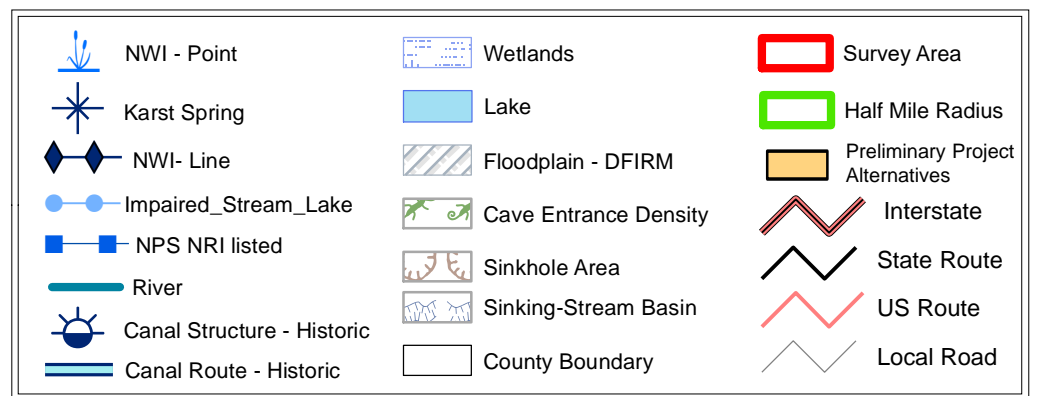 NWI - Point
Karst Spring
NWI- Line
Impaired_Stream_Lake
NPS NRI listed
River
Canal Structure - Historic
Canal Route - Historic
Wetlands
Lake
Floodplain - DFIRM
Cave Entrance Density
Sinkhole Area
Sinking-Stream Basin
County Boundary
Survey Area
Half Mile Radius
Preliminary Project
Alternatives
Interstate
State Route
US Route
Local Road